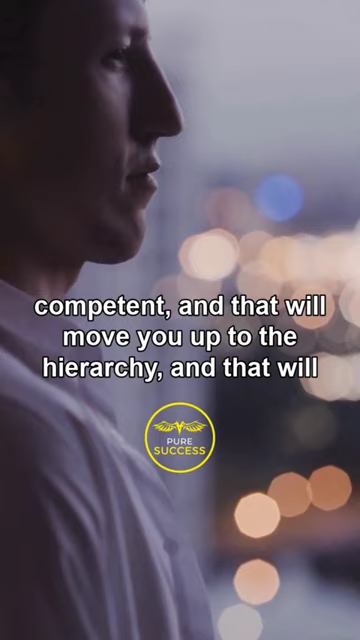 competent, and that will
move you up to the
hierarchy, and that will
PURE
SUCCESS